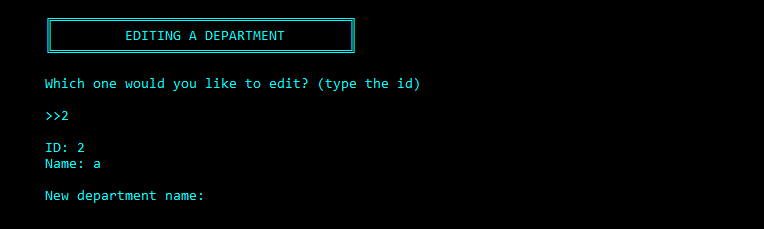 EDITING A DEPARTMENT
Which one would you like to edit? (type the id)
>>2
ID: 2
Name: a
New department name: